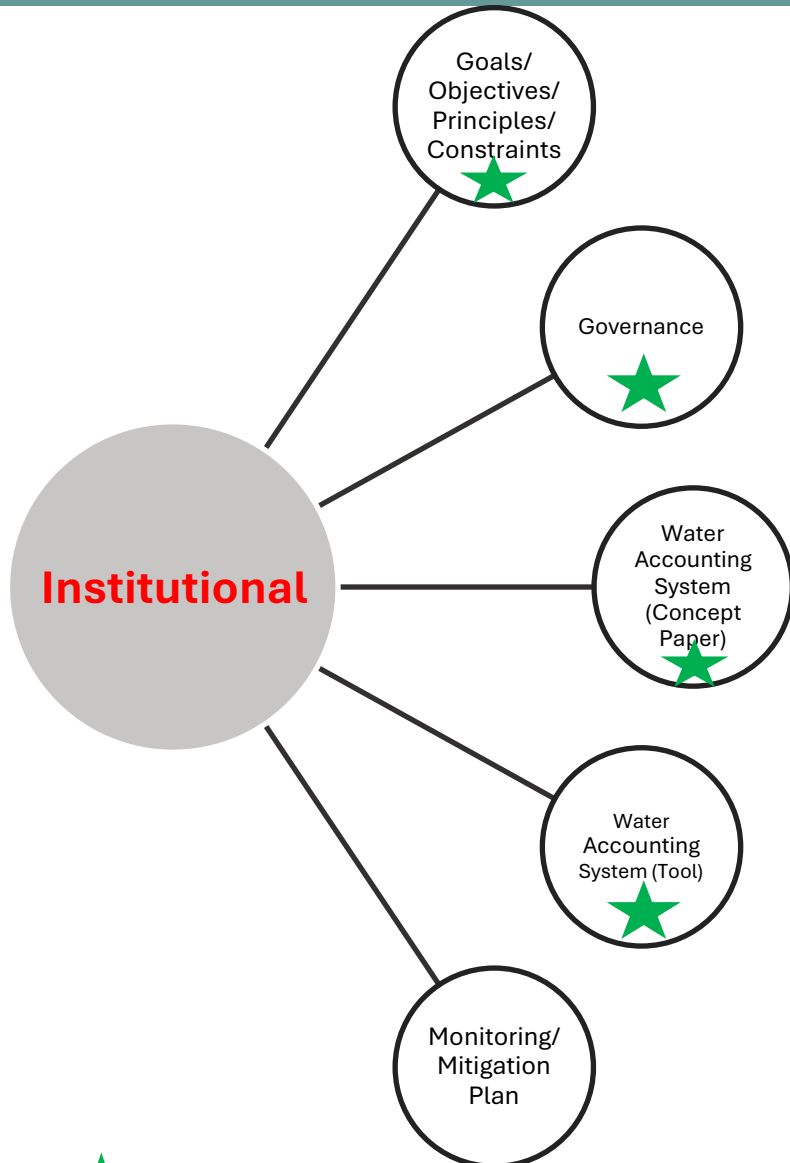 Goals/
Objectives/
Principles/
Constraints
Governance
Water
Accounting
System
(Concept
Paper)
Institutional
Water
Accounting
System (Tool)
Monitoring/
Mitigation
Plan